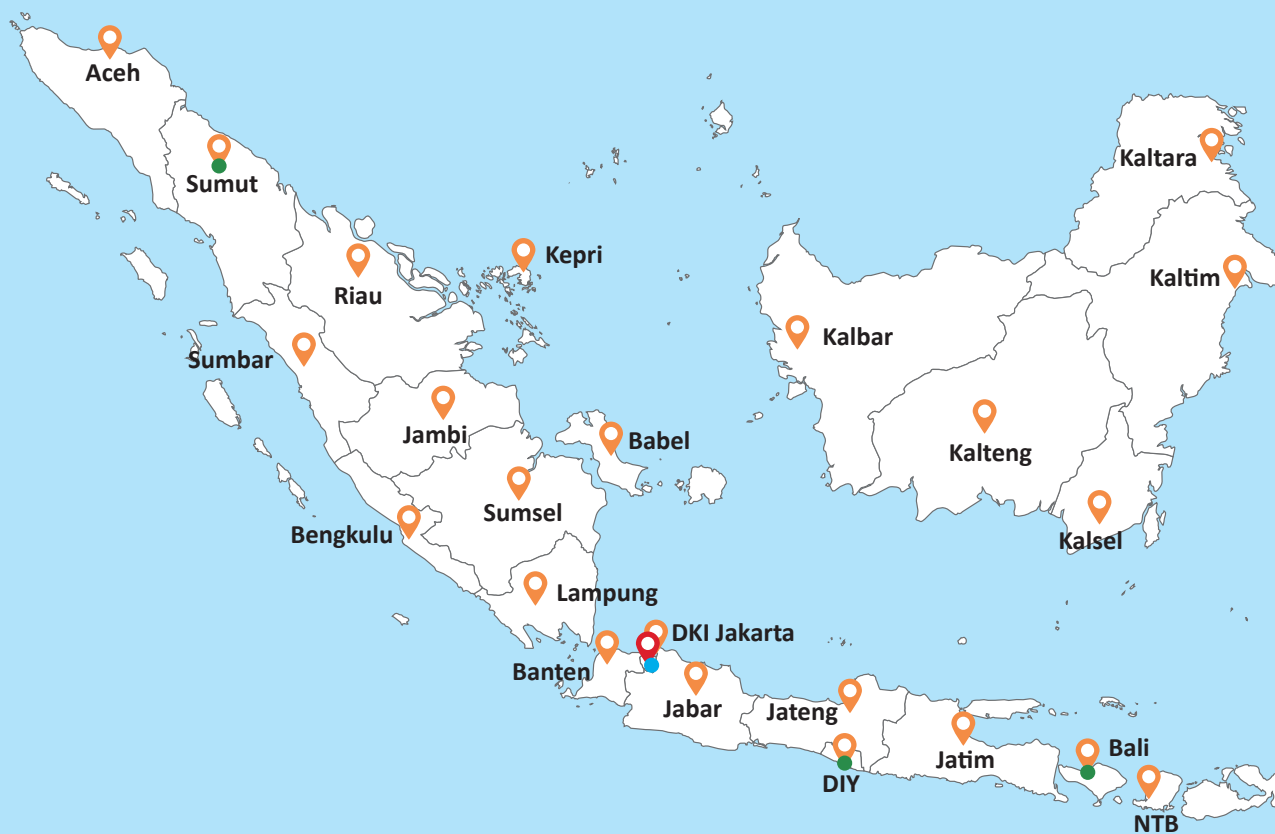 Aceh
Sumut
Kaltara
Kepri
Kaltim
Riau
Kalbar
Sumbar
Jambi
Babel
Kalteng
Sumsel
Bengkulu
Kalsel
Lampung
DKI Jakarta
Banten
Jabar
Jateng
Bali
Jatim
DIY
NTB